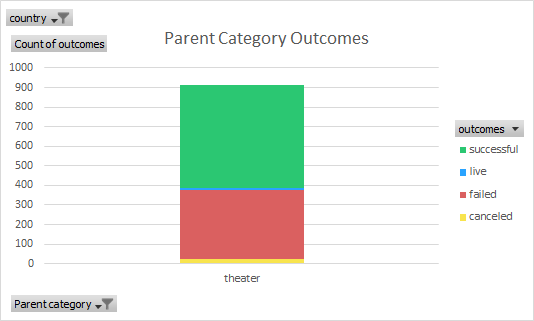 country
Count of outcomes
Parent Category Outcomes
1000
900
800
700
600
500
400
300
200
100
0
theater
outcomes
successful
live
failed
canceled
Parent category